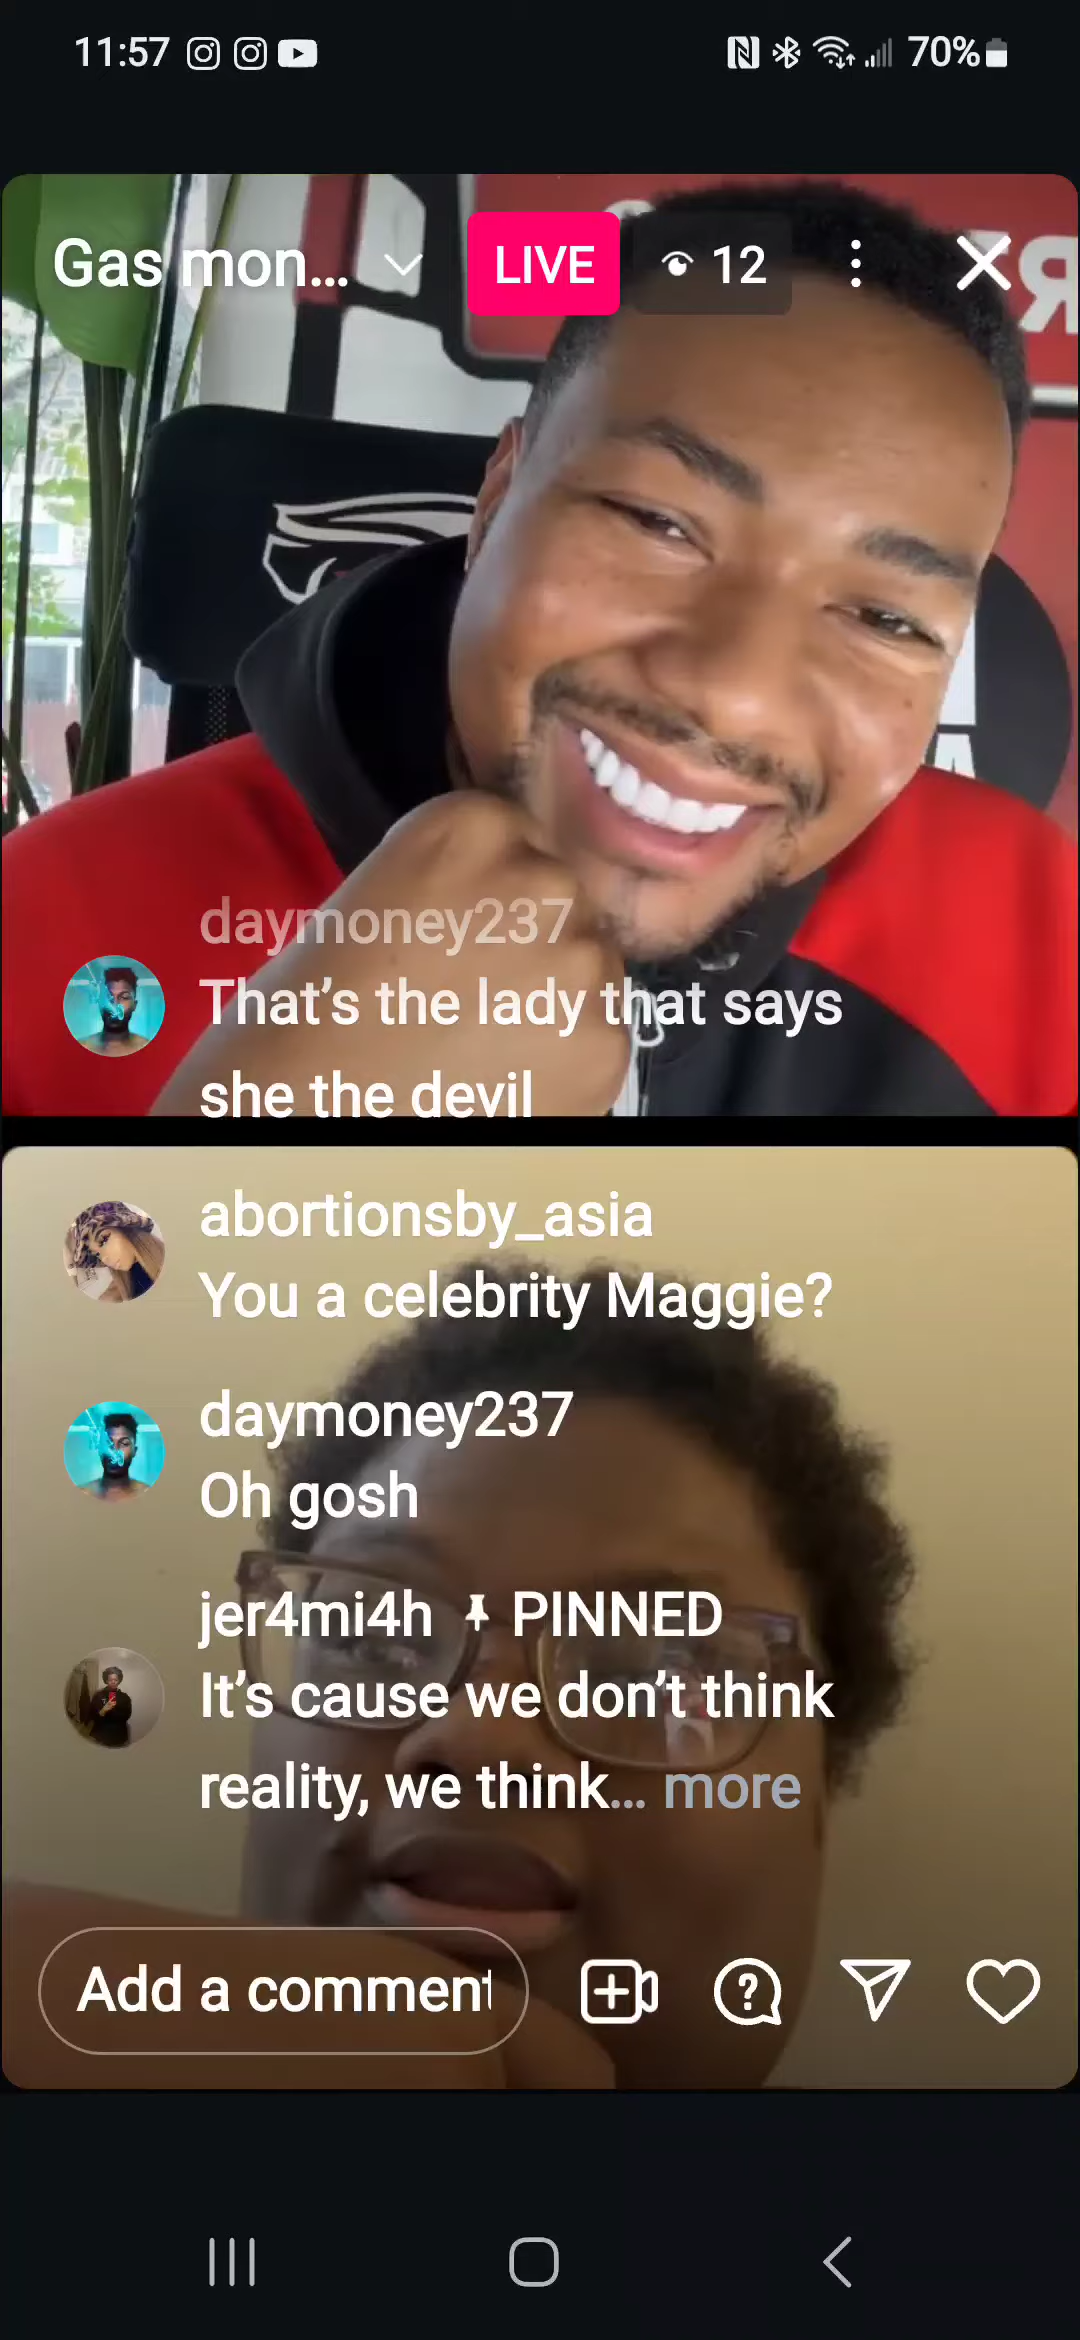 11:57
70%
Gas mon...
LIVE
12
daymoney237
That's the lady that says
she the devil
abortionsby_asia
You a celebrity Maggie?
daymoney237
Oh gosh
jer4mi4h PINNED
It's cause we don't think
reality, we think... more
Add a comment